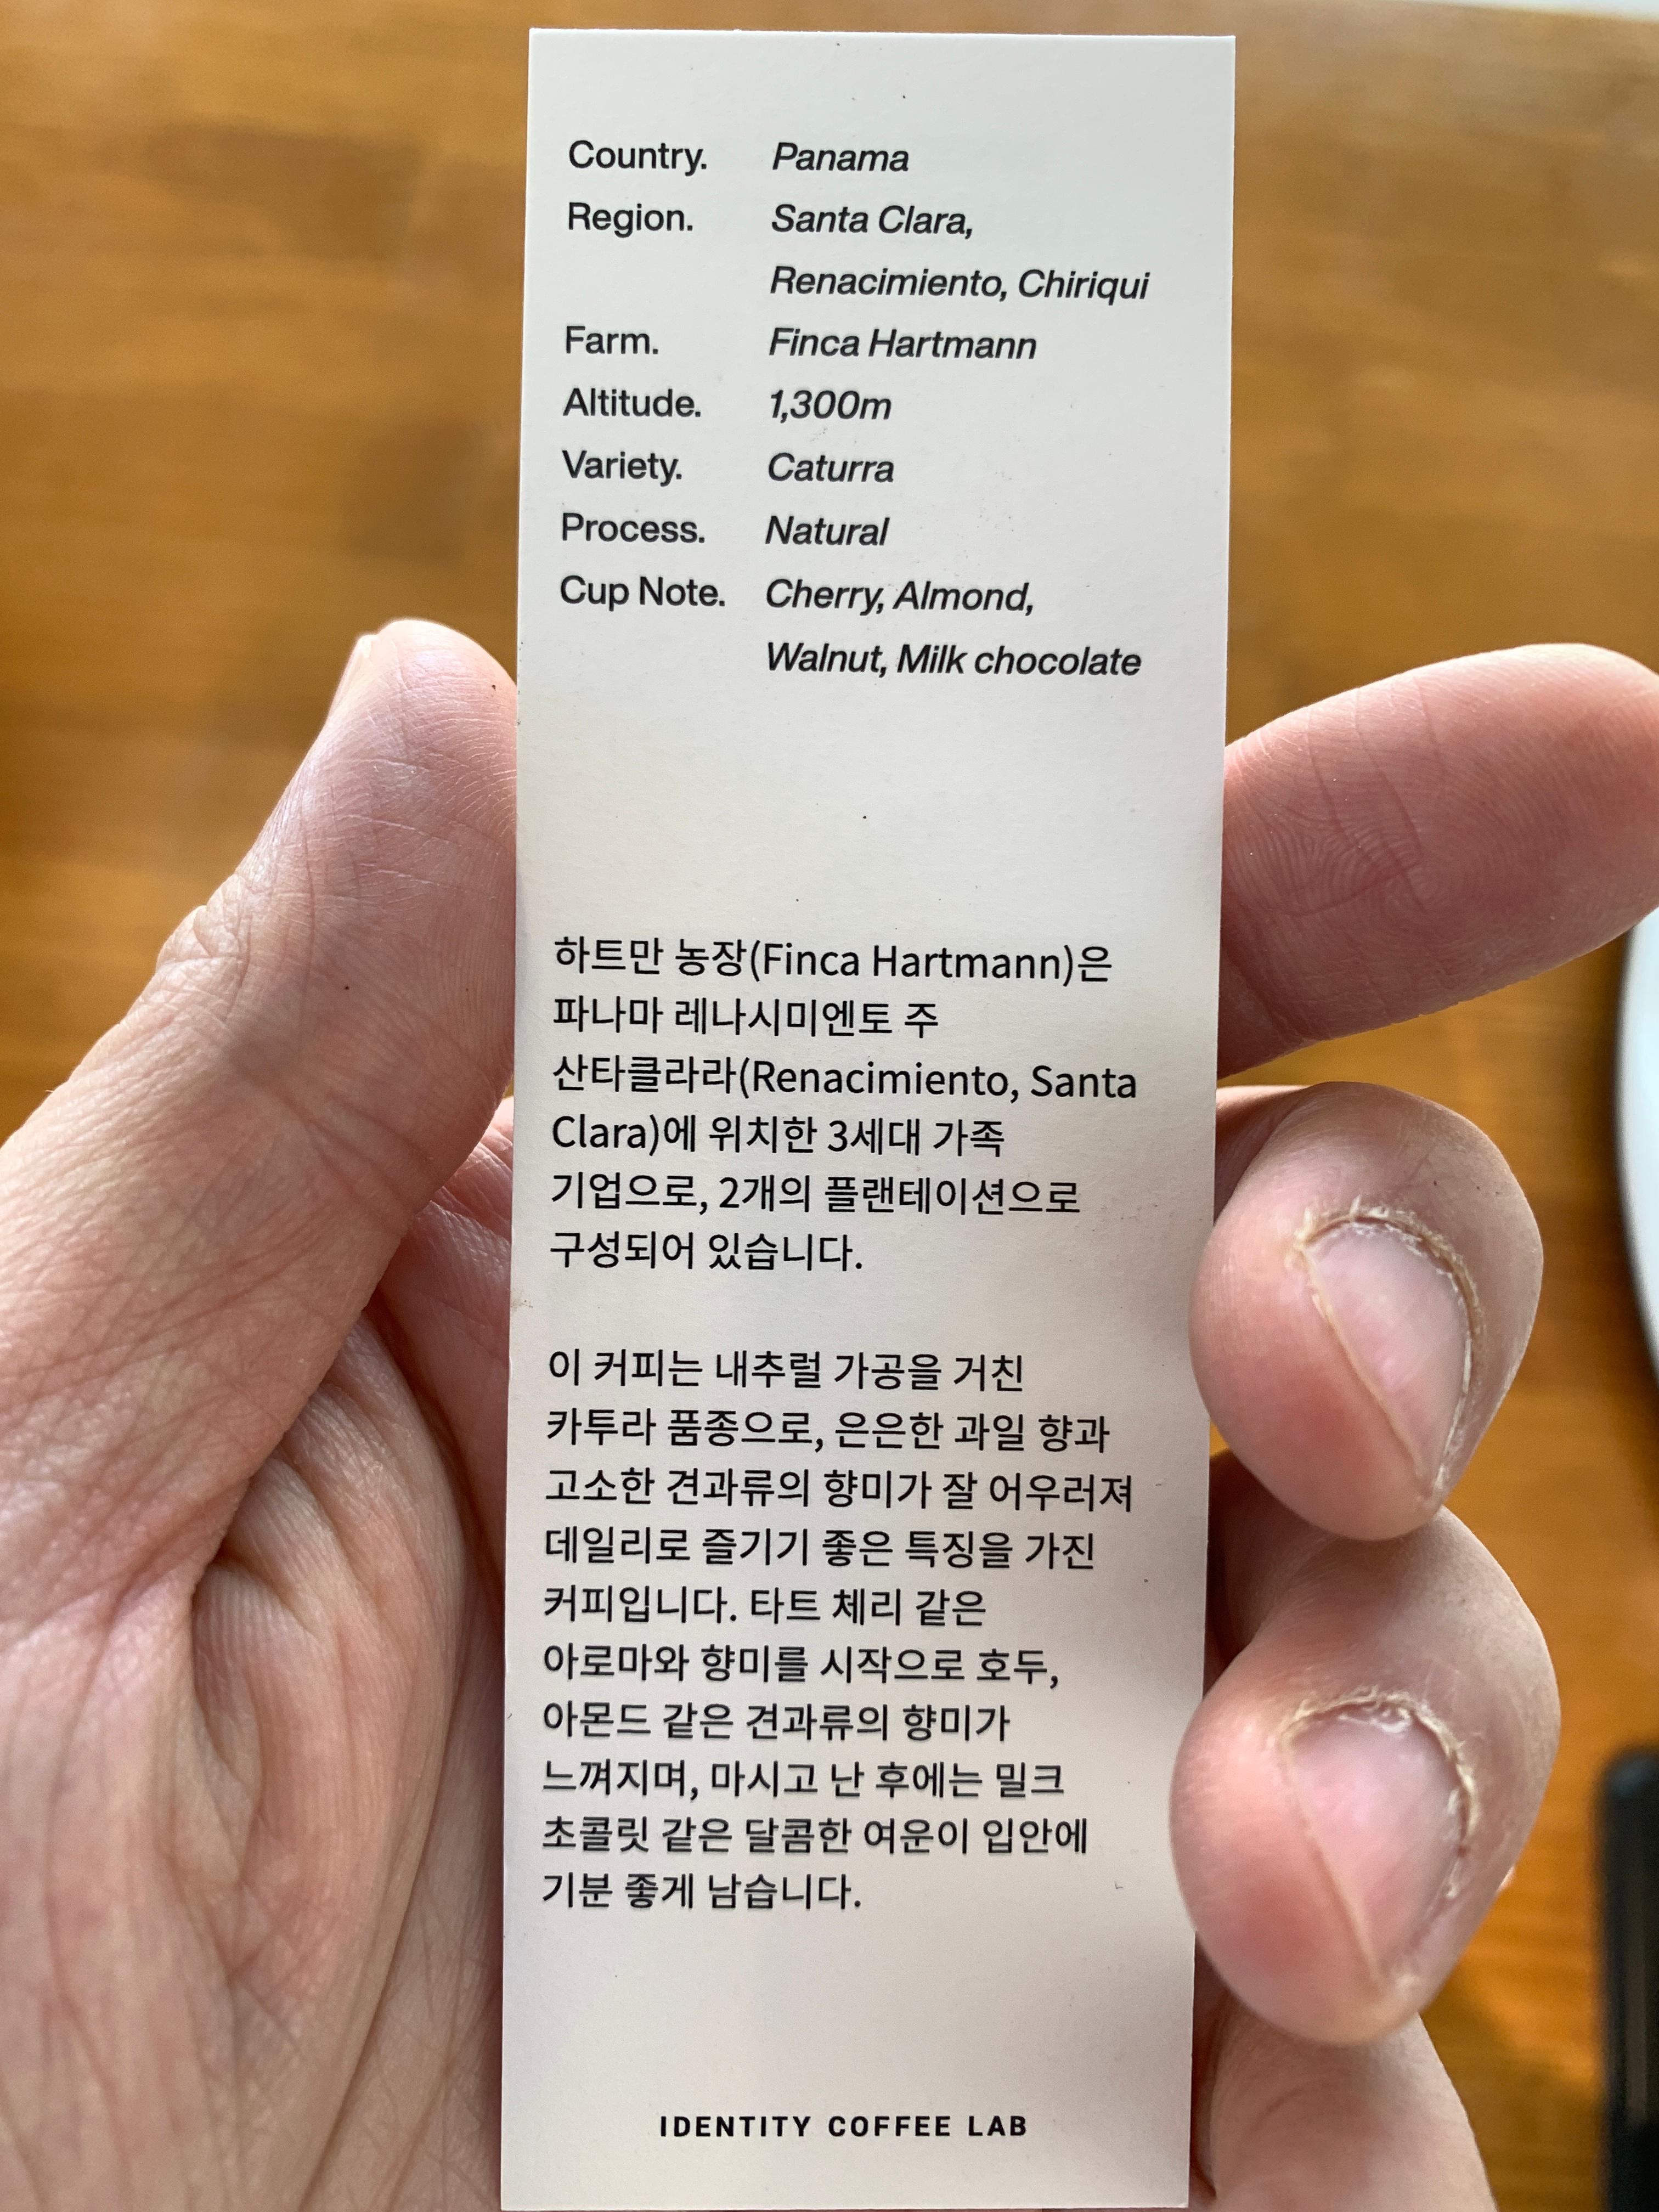 Country. Panama
Region. Santa Clara,
Renacimiento, Chiriqui
Farm. Finca Hartmann
Altitude. 1,300m
Variety. Caturra
Process. Natural
Cup Note. Cherry, Almond,
Walnut, Milk chocolate
하트만 농장(Finca Hartmann)은
파나마 레나시미엔토 주
산타클라라(Renacimiento, Santa
Clara)에 위치한 3세대 가족
기업으로, 2개의 플랜테이션으로
구성되어 있습니다.
이 커피는 내추럴 가공을 거친
카투라 품종으로, 은은한 과일 향과
고소한 견과류의 향미가 잘 어우러져
데일리로 즐기기 좋은 특징을 가진
커피입니다. 타트 체리 같은
아로마와 향미를 시작으로 호두,
아몬드 같은 견과류의 향미가
느껴지며, 마시고 난 후에는 밀크
초콜릿 같은 달콤한 여운이 입안에
기분 좋게 남습니다.
IDENTITY COFFEE LAB